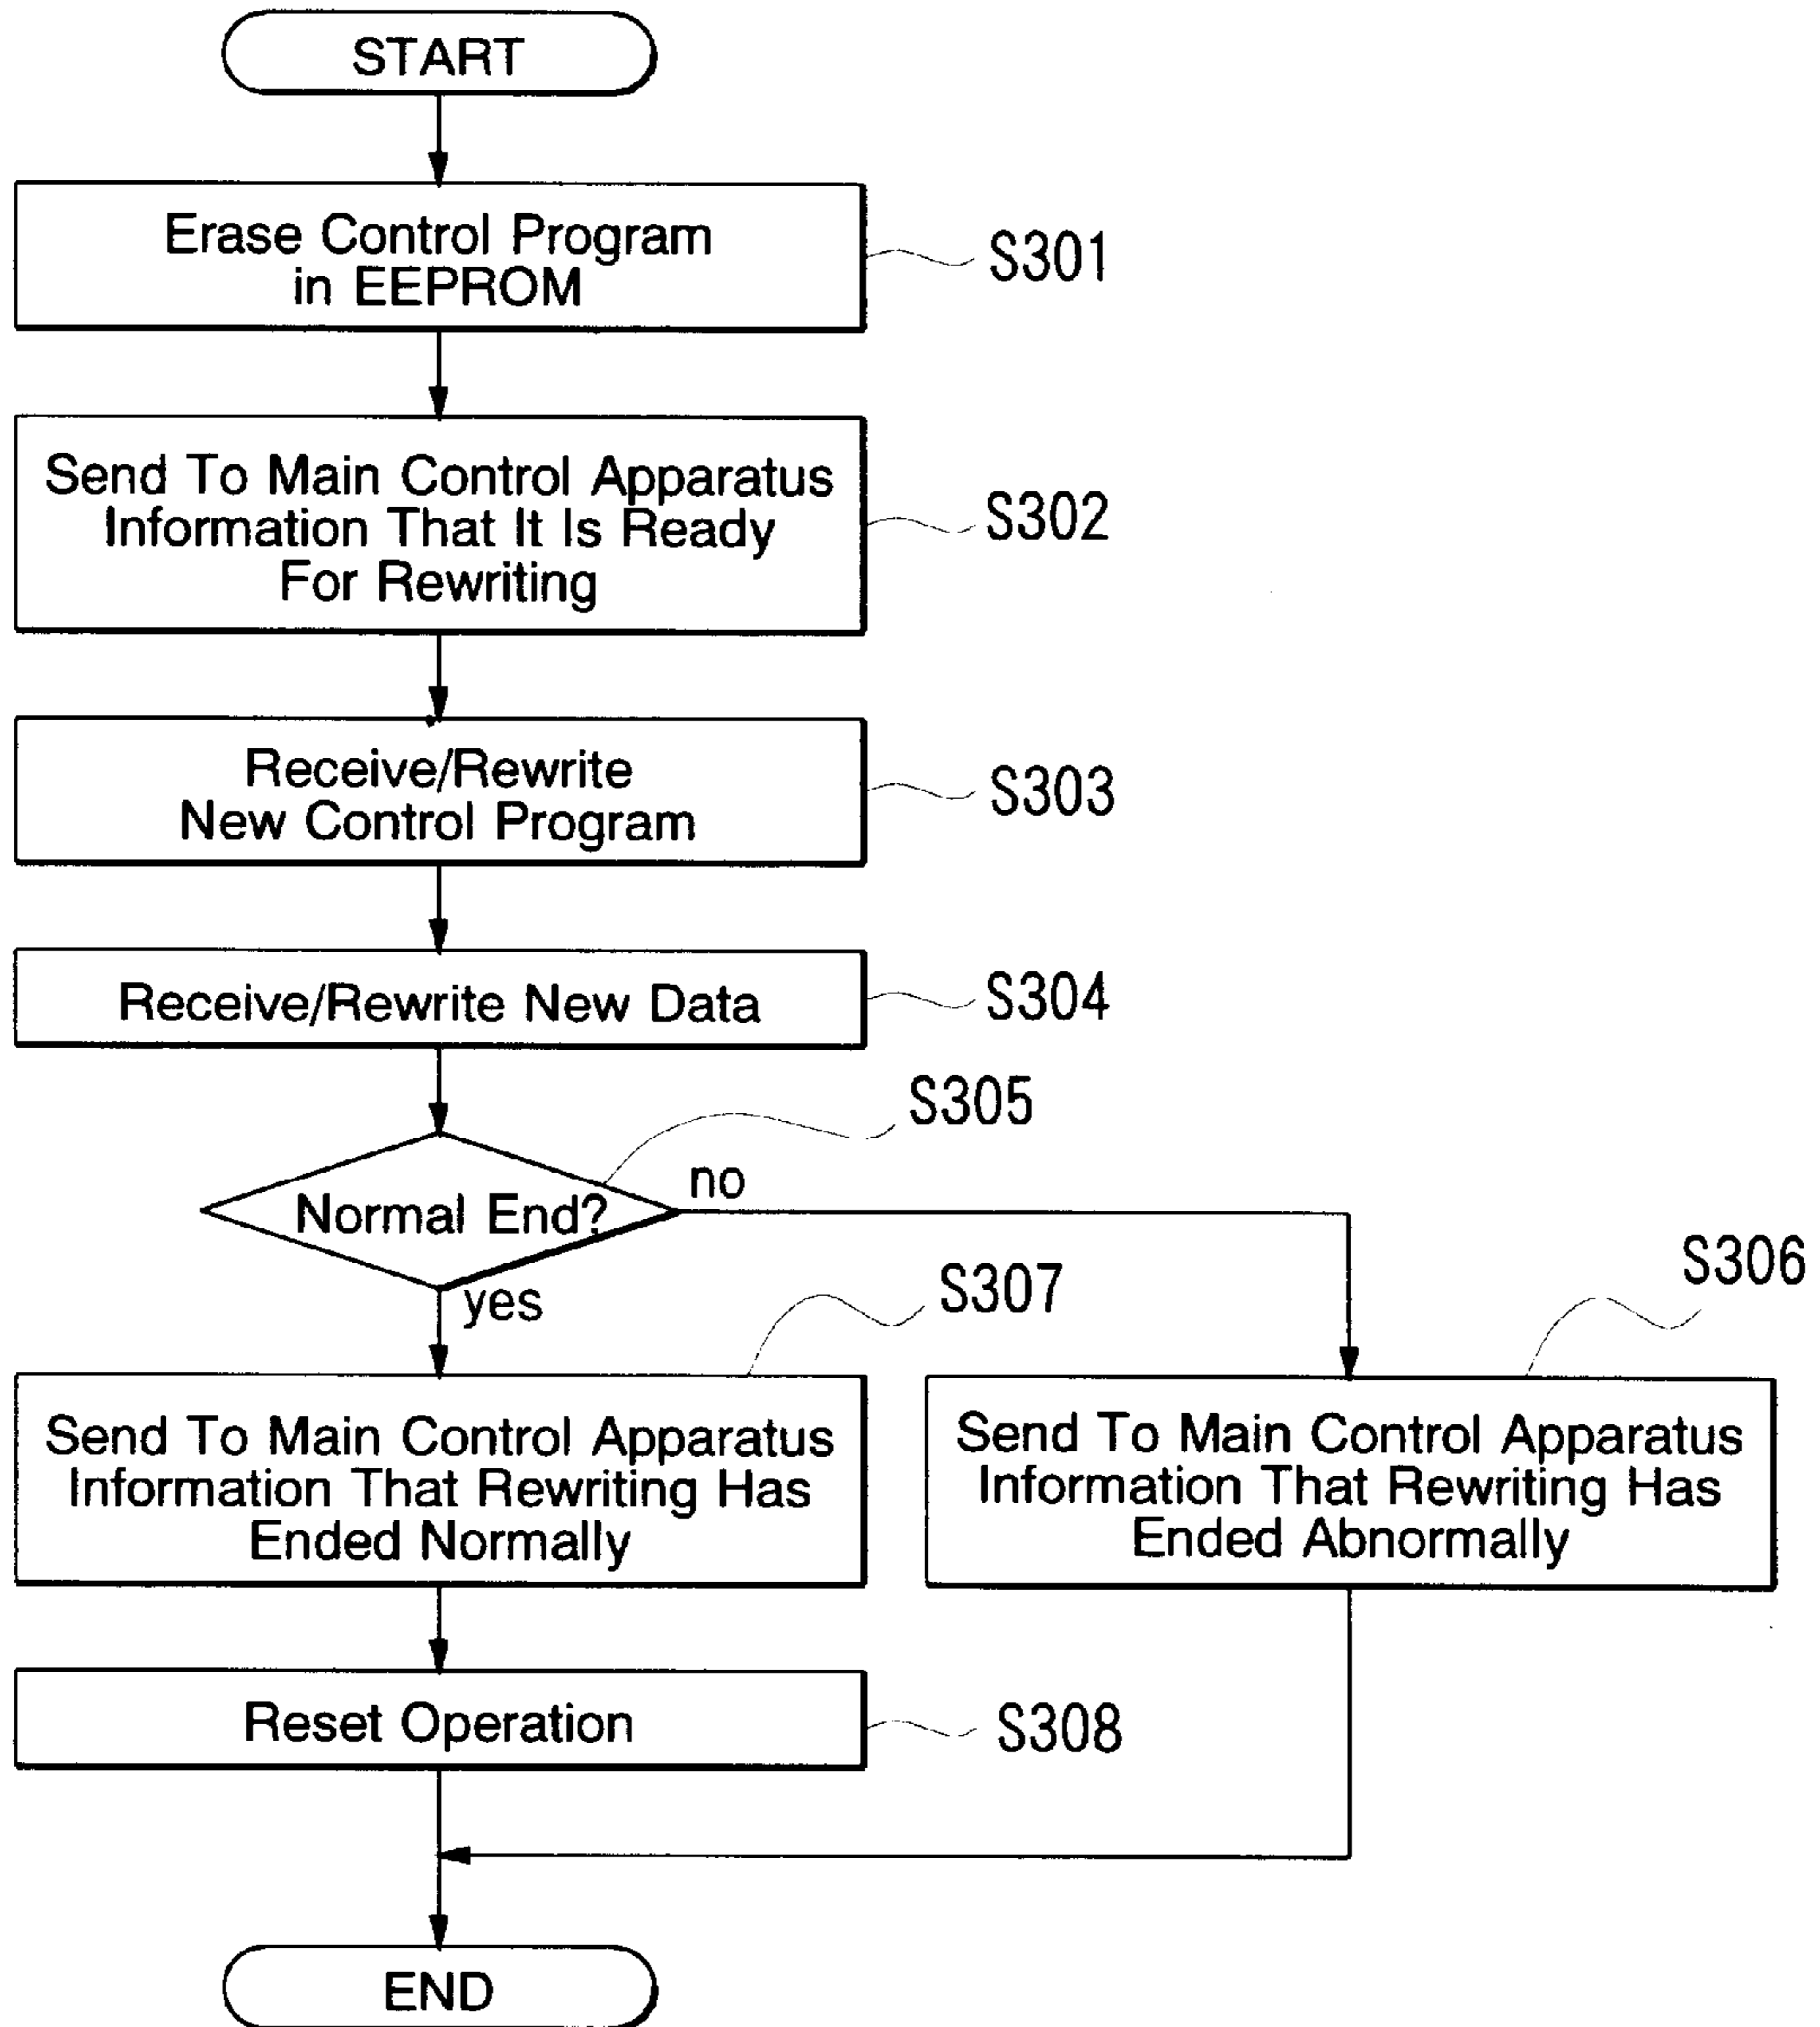 START
Erase Control Program
in EEPROM
S301
Send To Main Control Apparatus
Information That It Is Ready
For Rewriting
S302
Receive/Rewrite
New Control Program
S303
Receive/Rewrite New Data
S304
S305
Normal End?
no
yes
S307
S306
Send To Main Control Apparatus
Information That Rewriting Has
Ended Normally
Send To Main Control Apparatus
Information That Rewriting Has
Ended Abnormally
Reset Operation
S308
END